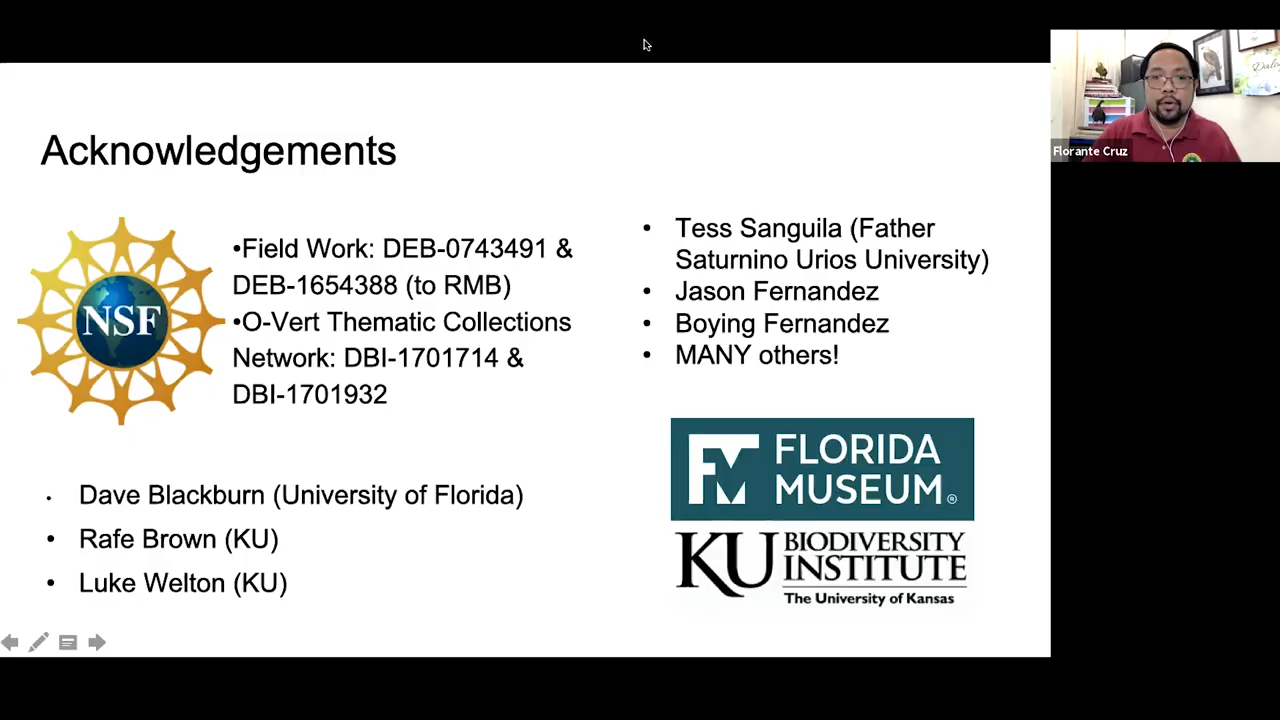 Acknowledgements
NSF
•Field Work: DEB-0743491 &
DEB-1654388 (to RMB)
•O-Vert Thematic Collections
Network: DBI-1701714 &
DBI-1701932
• Dave Blackburn (University of Florida)
• Rafe Brown (KU)
• Luke Welton (KU)
• Tess Sanguila (Father
Saturnino Urios University)
• Jason Fernandez
• Boying Fernandez
• MANY others!
FM FLORIDA
MUSEUM®
KU BIODIVERSITY
INSTITUTE
The University of Kansas
Florante Cruz